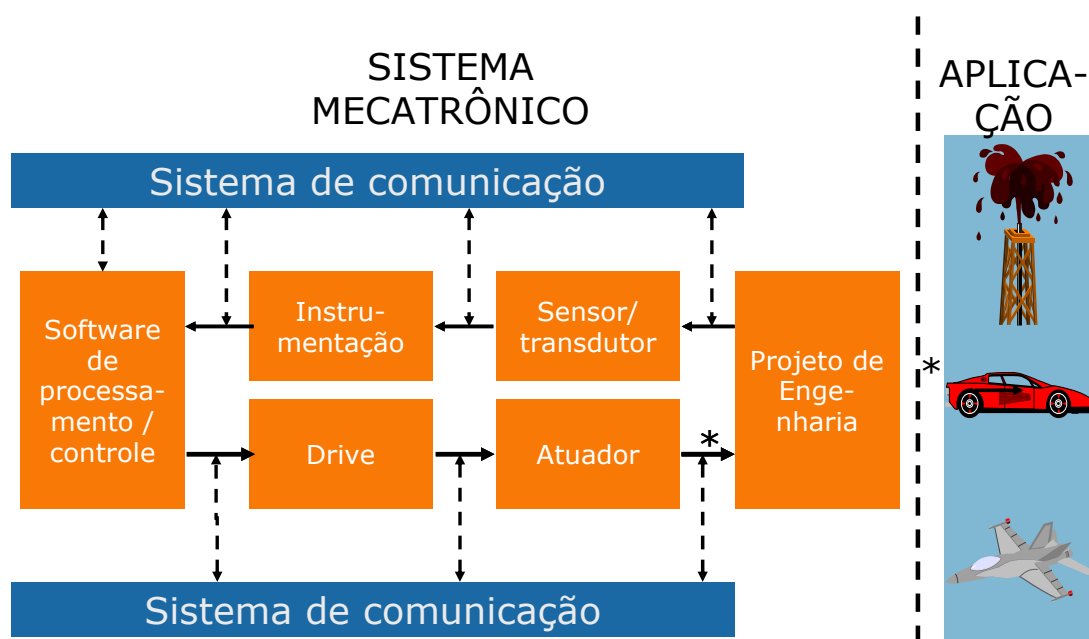 SISTEMA
MECATRÔNICO
APLICA-
ÇÃO
Sistema de comunicação
Software
de
processa-
mento /
controle
Instru-
mentação
Sensor/
transdutor
Projeto de
Enge-
nharia
*
Drive
Atuador
*
Sistema de comunicação